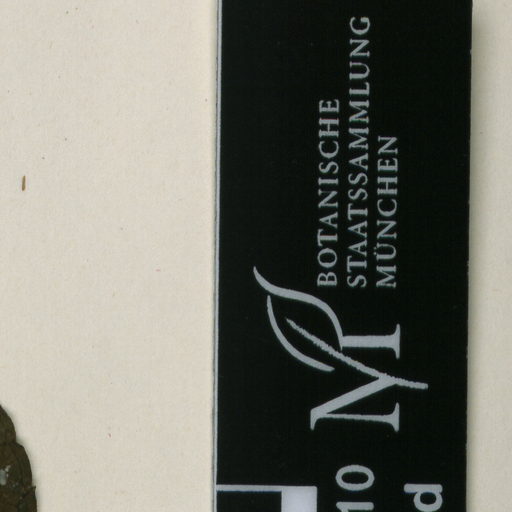 BOTANISCHE
STAATSSAMMLUNG
MÜNCHEN
M
10
d